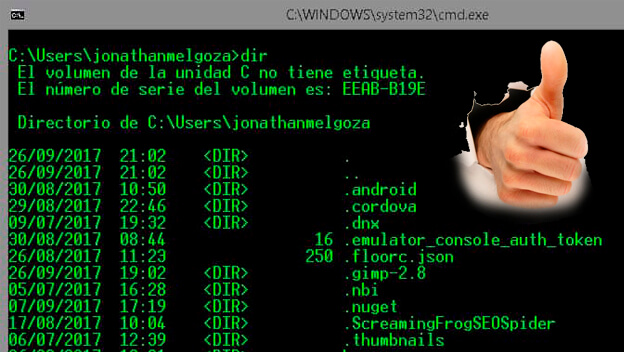 C:\WINDOWS\system32\cmd.exe
C:\Users\jonathanmelgoza>dir
El volumen de la unidad C no tiene etiqueta.
El número de serie del volumen es: EEAB-B19E
Directorio de C:\Users\jonathanmelgoza
26/09/2017 21:02 <DIR> .
26/09/2017 21:02 <DIR> ..
30/08/2017 10:50 <DIR> .android
29/08/2017 22:46 <DIR> .cordova
09/07/2017 19:32 <DIR> .dnx
30/08/2017 08:44 16 .emulator_console_auth_token
26/08/2017 11:23 250 .floorc.json
26/09/2017 19:02 <DIR> .gimp-2.8
05/07/2017 16:28 <DIR> .nbi
07/09/2017 17:19 <DIR> .nuget
17/08/2017 10:04 <DIR> .ScreamingFrogSEOSpider
06/07/2017 12:39 <DIR> .thumbnails